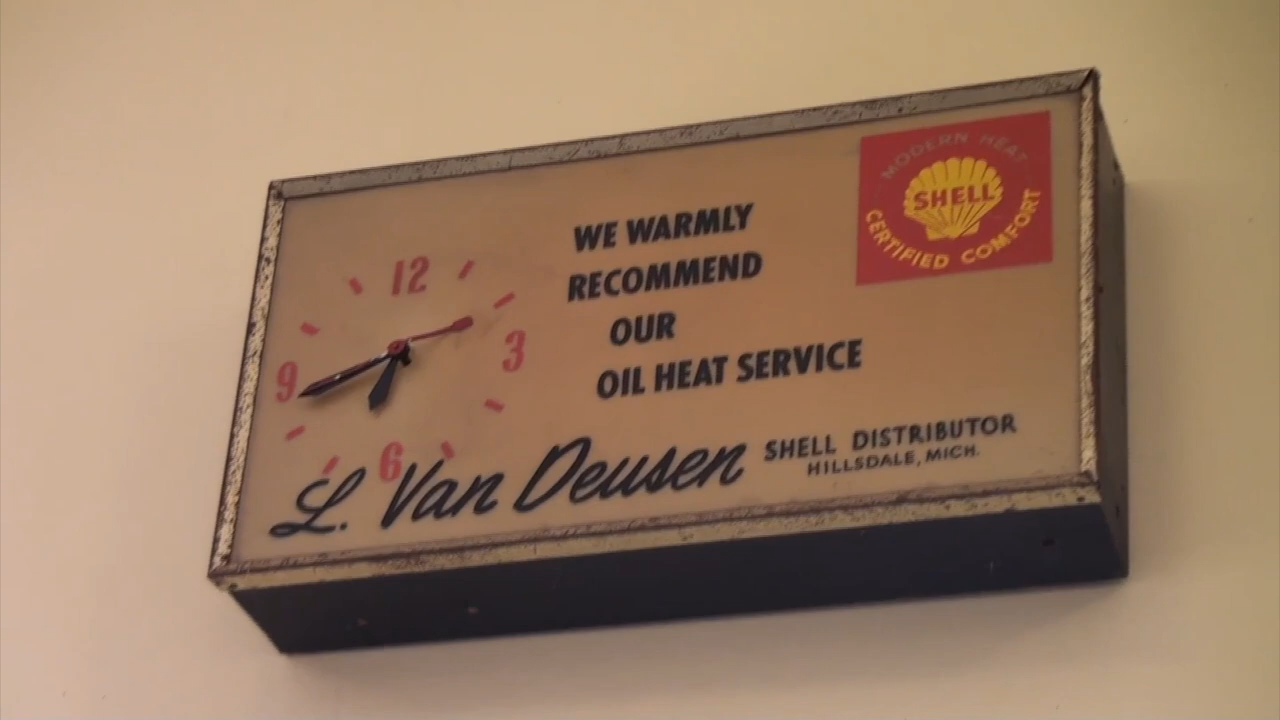 12
3
6
9
WE WARMLY
RECOMMEND
OUR
OIL HEAT SERVICE
MODERN HEAT
SHELL
CERTIFIED COMFORT
L. Van Deusen
SHELL DISTRIBUTOR
HILLSDALE, MICH.